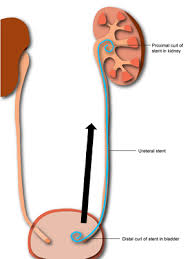 Proximal curl of
stent in kidney
Ureteral stent
Distal curl of stent in bladder